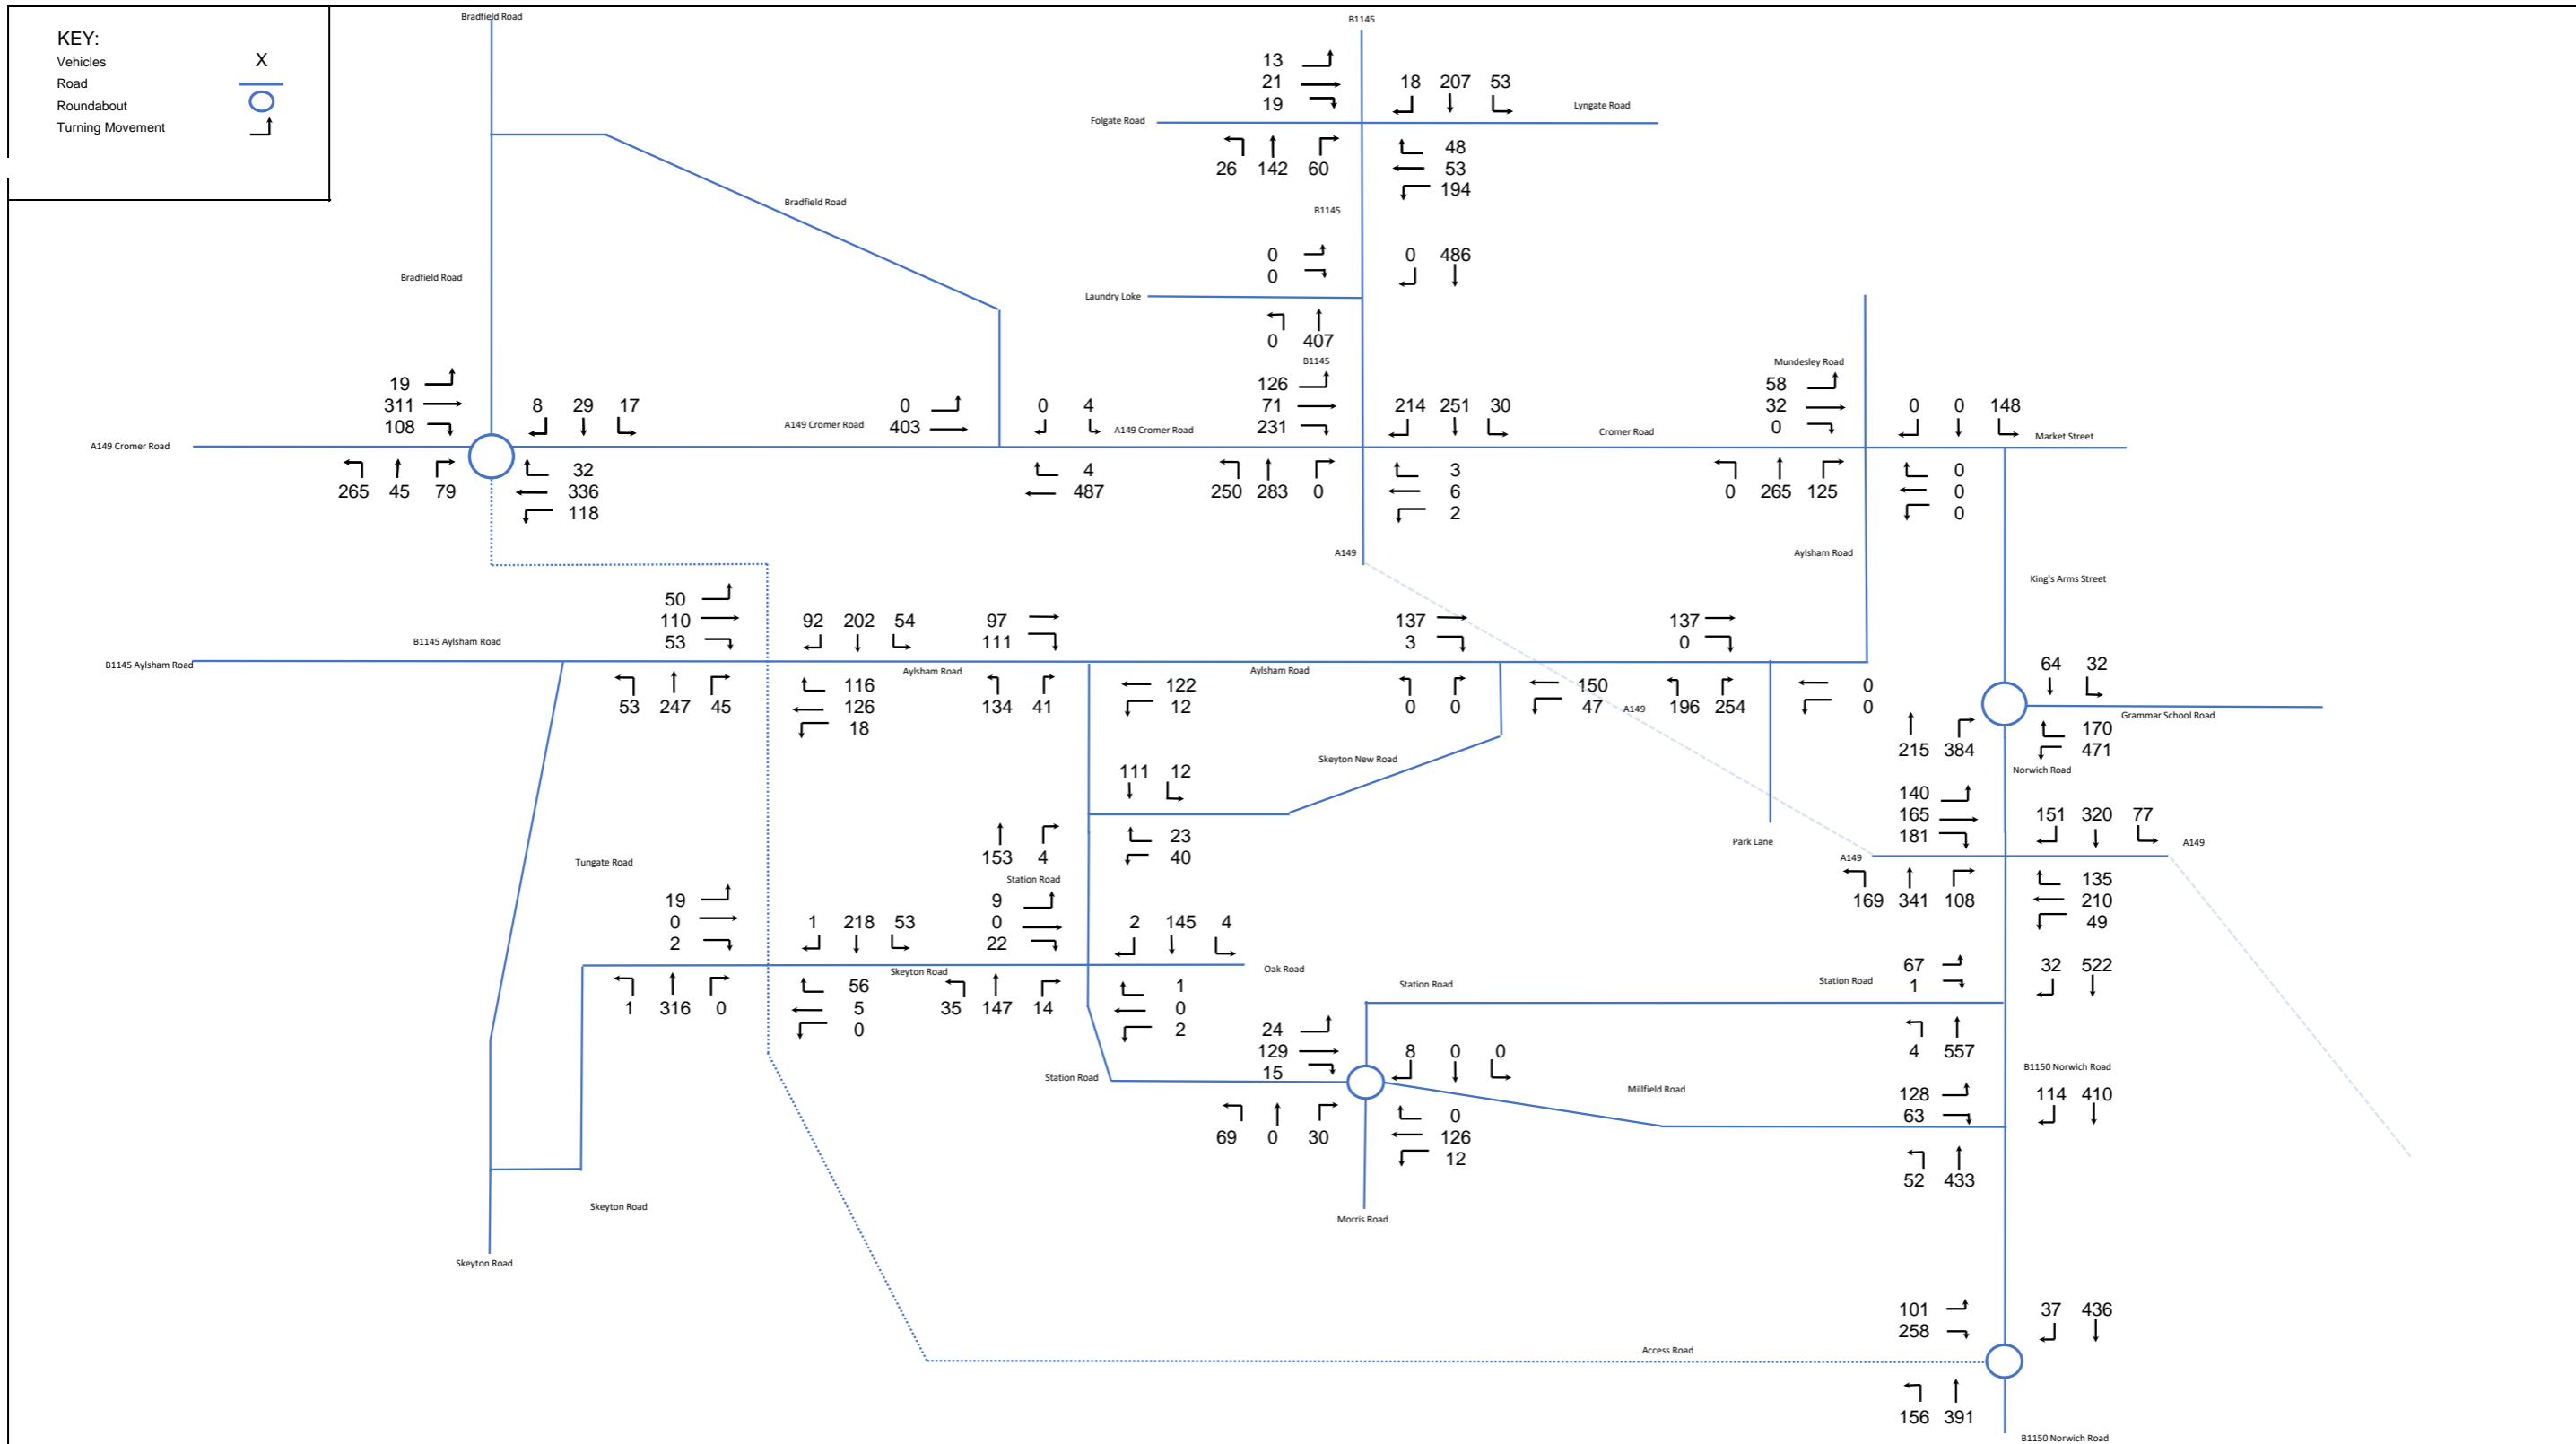 Bradfield Road
B1145
KEY:
Vehicles X
Road
Roundabout
Turning Movement
13
21
19
18 207 53
Lyngate Road
Folgate Road
26 142 60
48
53
194
Bradfield Road
B1145
0
0
0 486
Bradfield Road
Laundry Loke
0 407
B1145
Mundesley Road
19
311
108
8 29 17
A149 Cromer Road
0
403
0 4
A149 Cromer Road
126
71
231
214 251 30
Cromer Road
58
32
0
0 0 148
Market Street
A149 Cromer Road
265 45 79
32
336
118
4
487
250 283 0
3
6
2
0 265 125
0
0
0
A149
Aylsham Road
King's Arms Street
50
110
53
92 202 54
97
111
137
3
137
0
B1145 Aylsham Road
B1145 Aylsham Road
Aylsham Road
Aylsham Road
64 32
53 247 45
116
126
18
134 41
122
12
0 0
150
47
A149
196 254
0
0
Grammar School Road
215 384
170
471
Norwich Road
Skeyton New Road
111 12
140
165
181
151 320 77
153 4
23
40
Park Lane
A149
A149
Tungate Road
Station Road
169 341 108
135
210
49
19
0
2
1 218 53
9
0
22
2 145 4
Skeyton Road
Oak Road
Station Road
Station Road
67
1
32 522
1 316 0
56
5
0
35 147 14
1
0
2
4 557
24
129
15
8 0 0
Station Road
Millfield Road
B1150 Norwich Road
128
63
114 410
69 0 30
0
126
12
52 433
Skeyton Road
Morris Road
Skeyton Road
101
258
37 436
Access Road
156 391
B1150 Norwich Road